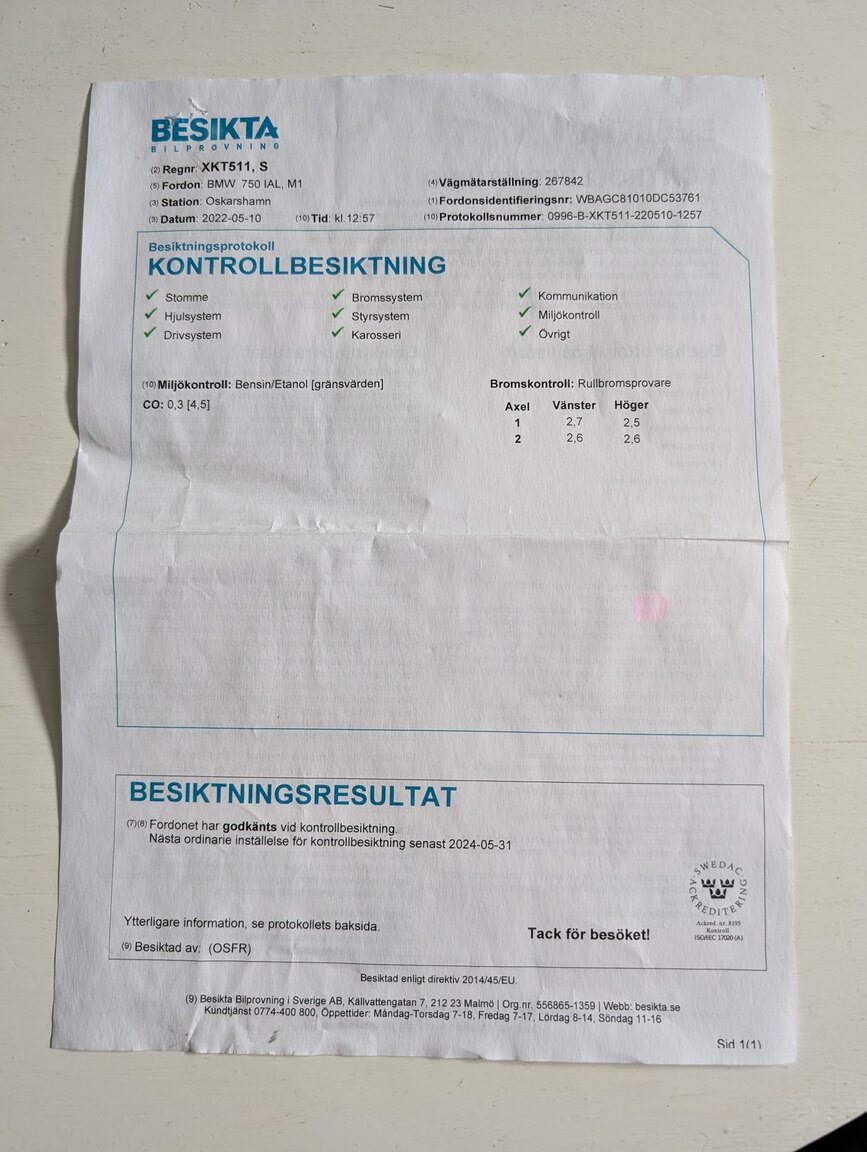 BESIKTA
BILPROVNING
(2) Regnr: XKT511, S
(5) Fordon: BMW 750 IAL, M1
(4) Vägmätarställning: 267842
(3) Station: Oskarshamn
(1) Fordonsidentifieringsnr: WBAGC81010DC53761
(3) Datum: 2022-05-10 (10) Tid: kl.12:57
(10) Protokollsnummer: 0996-B-XKT511-220510-1257
Besiktningsprotokoll
KONTROLLBESIKTNING
✓ Stomme ✓ Bromssystem ✓ Kommunikation
✓ Hjulsystem ✓ Styrsystem ✓ Miljökontroll
✓ Drivsystem ✓ Karosseri ✓ Övrigt
(10) Miljökontroll: Bensin/Etanol [gränsvärden]
CO: 0,3 [4,5]
Bromskontroll: Rullbromsprovare
Axel Vänster Höger
1 2,7 2,5
2 2,6 2,6
BESIKTNINGSRESULTAT
(7)(8) Fordonet har godkänts vid kontrollbesiktning.
Nästa ordinarie inställelse för kontrollbesiktning senast 2024-05-31
SWEDAC
ACKREDITERING
Ackred. nr. 8195
Kontroll
ISO/IEC 17020 (A)
Ytterligare information, se protokollets baksida.
Tack för besöket!
(9) Besiktad av: (OSFR)
Besiktad enligt direktiv 2014/45/EU.
(9) Besikta Bilprovning i Sverige AB, Källvattengatan 7, 212 23 Malmö | Org.nr. 556865-1359 | Webb: besikta.se
Kundtjänst 0774-400 800, Öppettider: Måndag-Torsdag 7-18, Fredag 7-17, Lördag 8-14, Söndag 11-16
Sid 1(1)